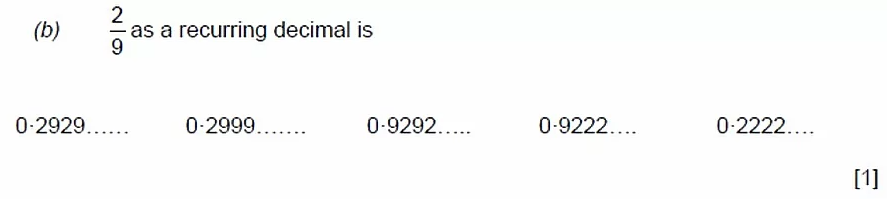 (b) 2/9 as a recurring decimal is
0·2929…… 0·2999……. 0·9292….. 0·9222…. 0·2222….
[1]